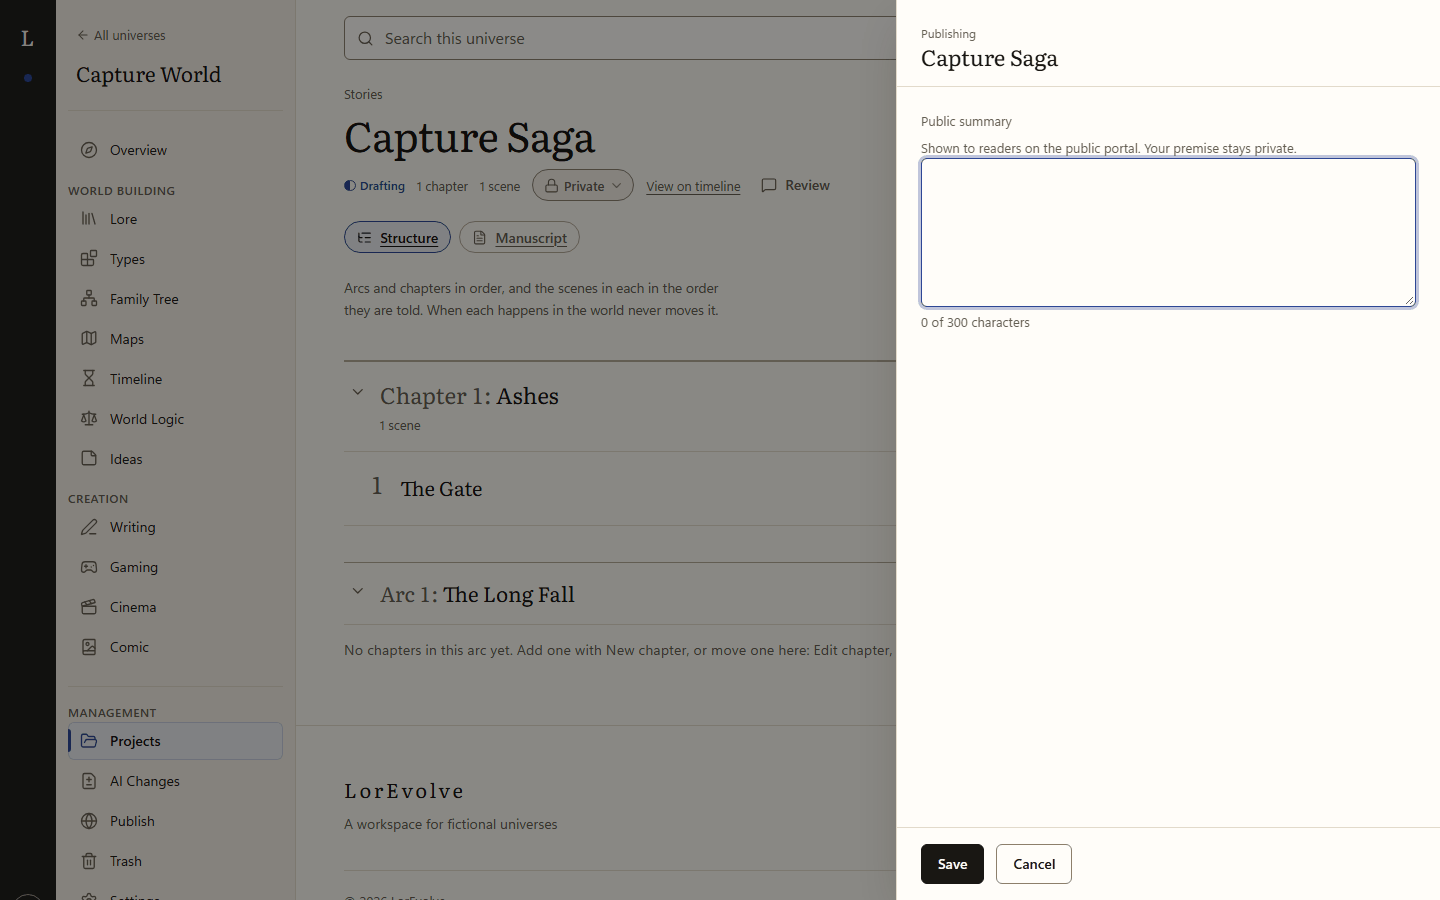 L
All universes
Capture World
Overview
WORLD BUILDING
Lore
Types
Family Tree
Maps
Timeline
World Logic
Ideas
CREATION
Writing
Gaming
Cinema
Comic
MANAGEMENT
Projects
AI Changes
Publish
Trash
Settings
Search this universe
Stories
Capture Saga
Drafting 1 chapter 1 scene Private View on timeline Review
Structure Manuscript
Arcs and chapters in order, and the scenes in each in the order
they are told. When each happens in the world never moves it.
Chapter 1: Ashes
1 scene
1 The Gate
Arc 1: The Long Fall
No chapters in this arc yet. Add one with New chapter, or move one here: Edit chapter,
LorEvolve
A workspace for fictional universes
© 2026 LorEvolve
Publishing
Capture Saga
Public summary
Shown to readers on the public portal. Your premise stays private.
0 of 300 characters
Save Cancel